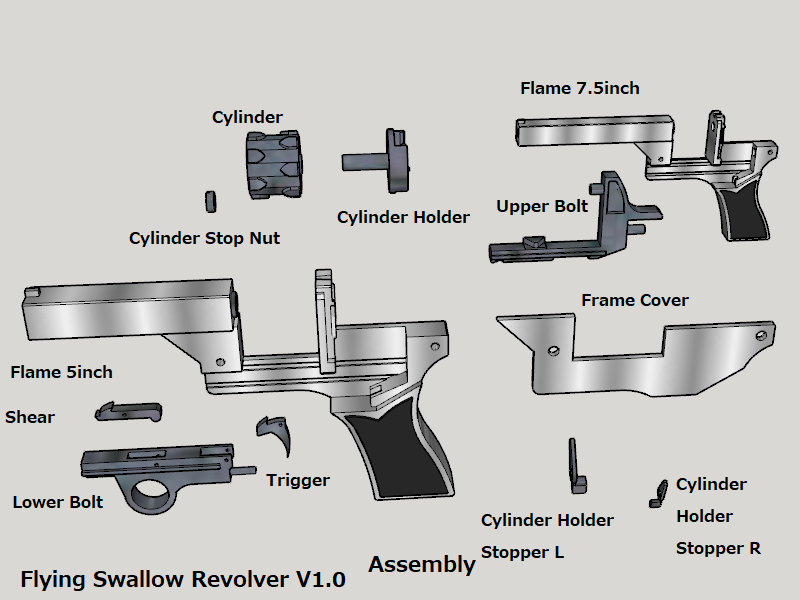 Flame 7.5inch
Cylinder
Upper Bolt
Cylinder Holder
Cylinder Stop Nut
Frame Cover
Flame 5inch
Shear
Trigger
Lower Bolt
Cylinder Holder
Stopper L
Cylinder
Holder
Stopper R
Assembly
Flying Swallow Revolver V1.0